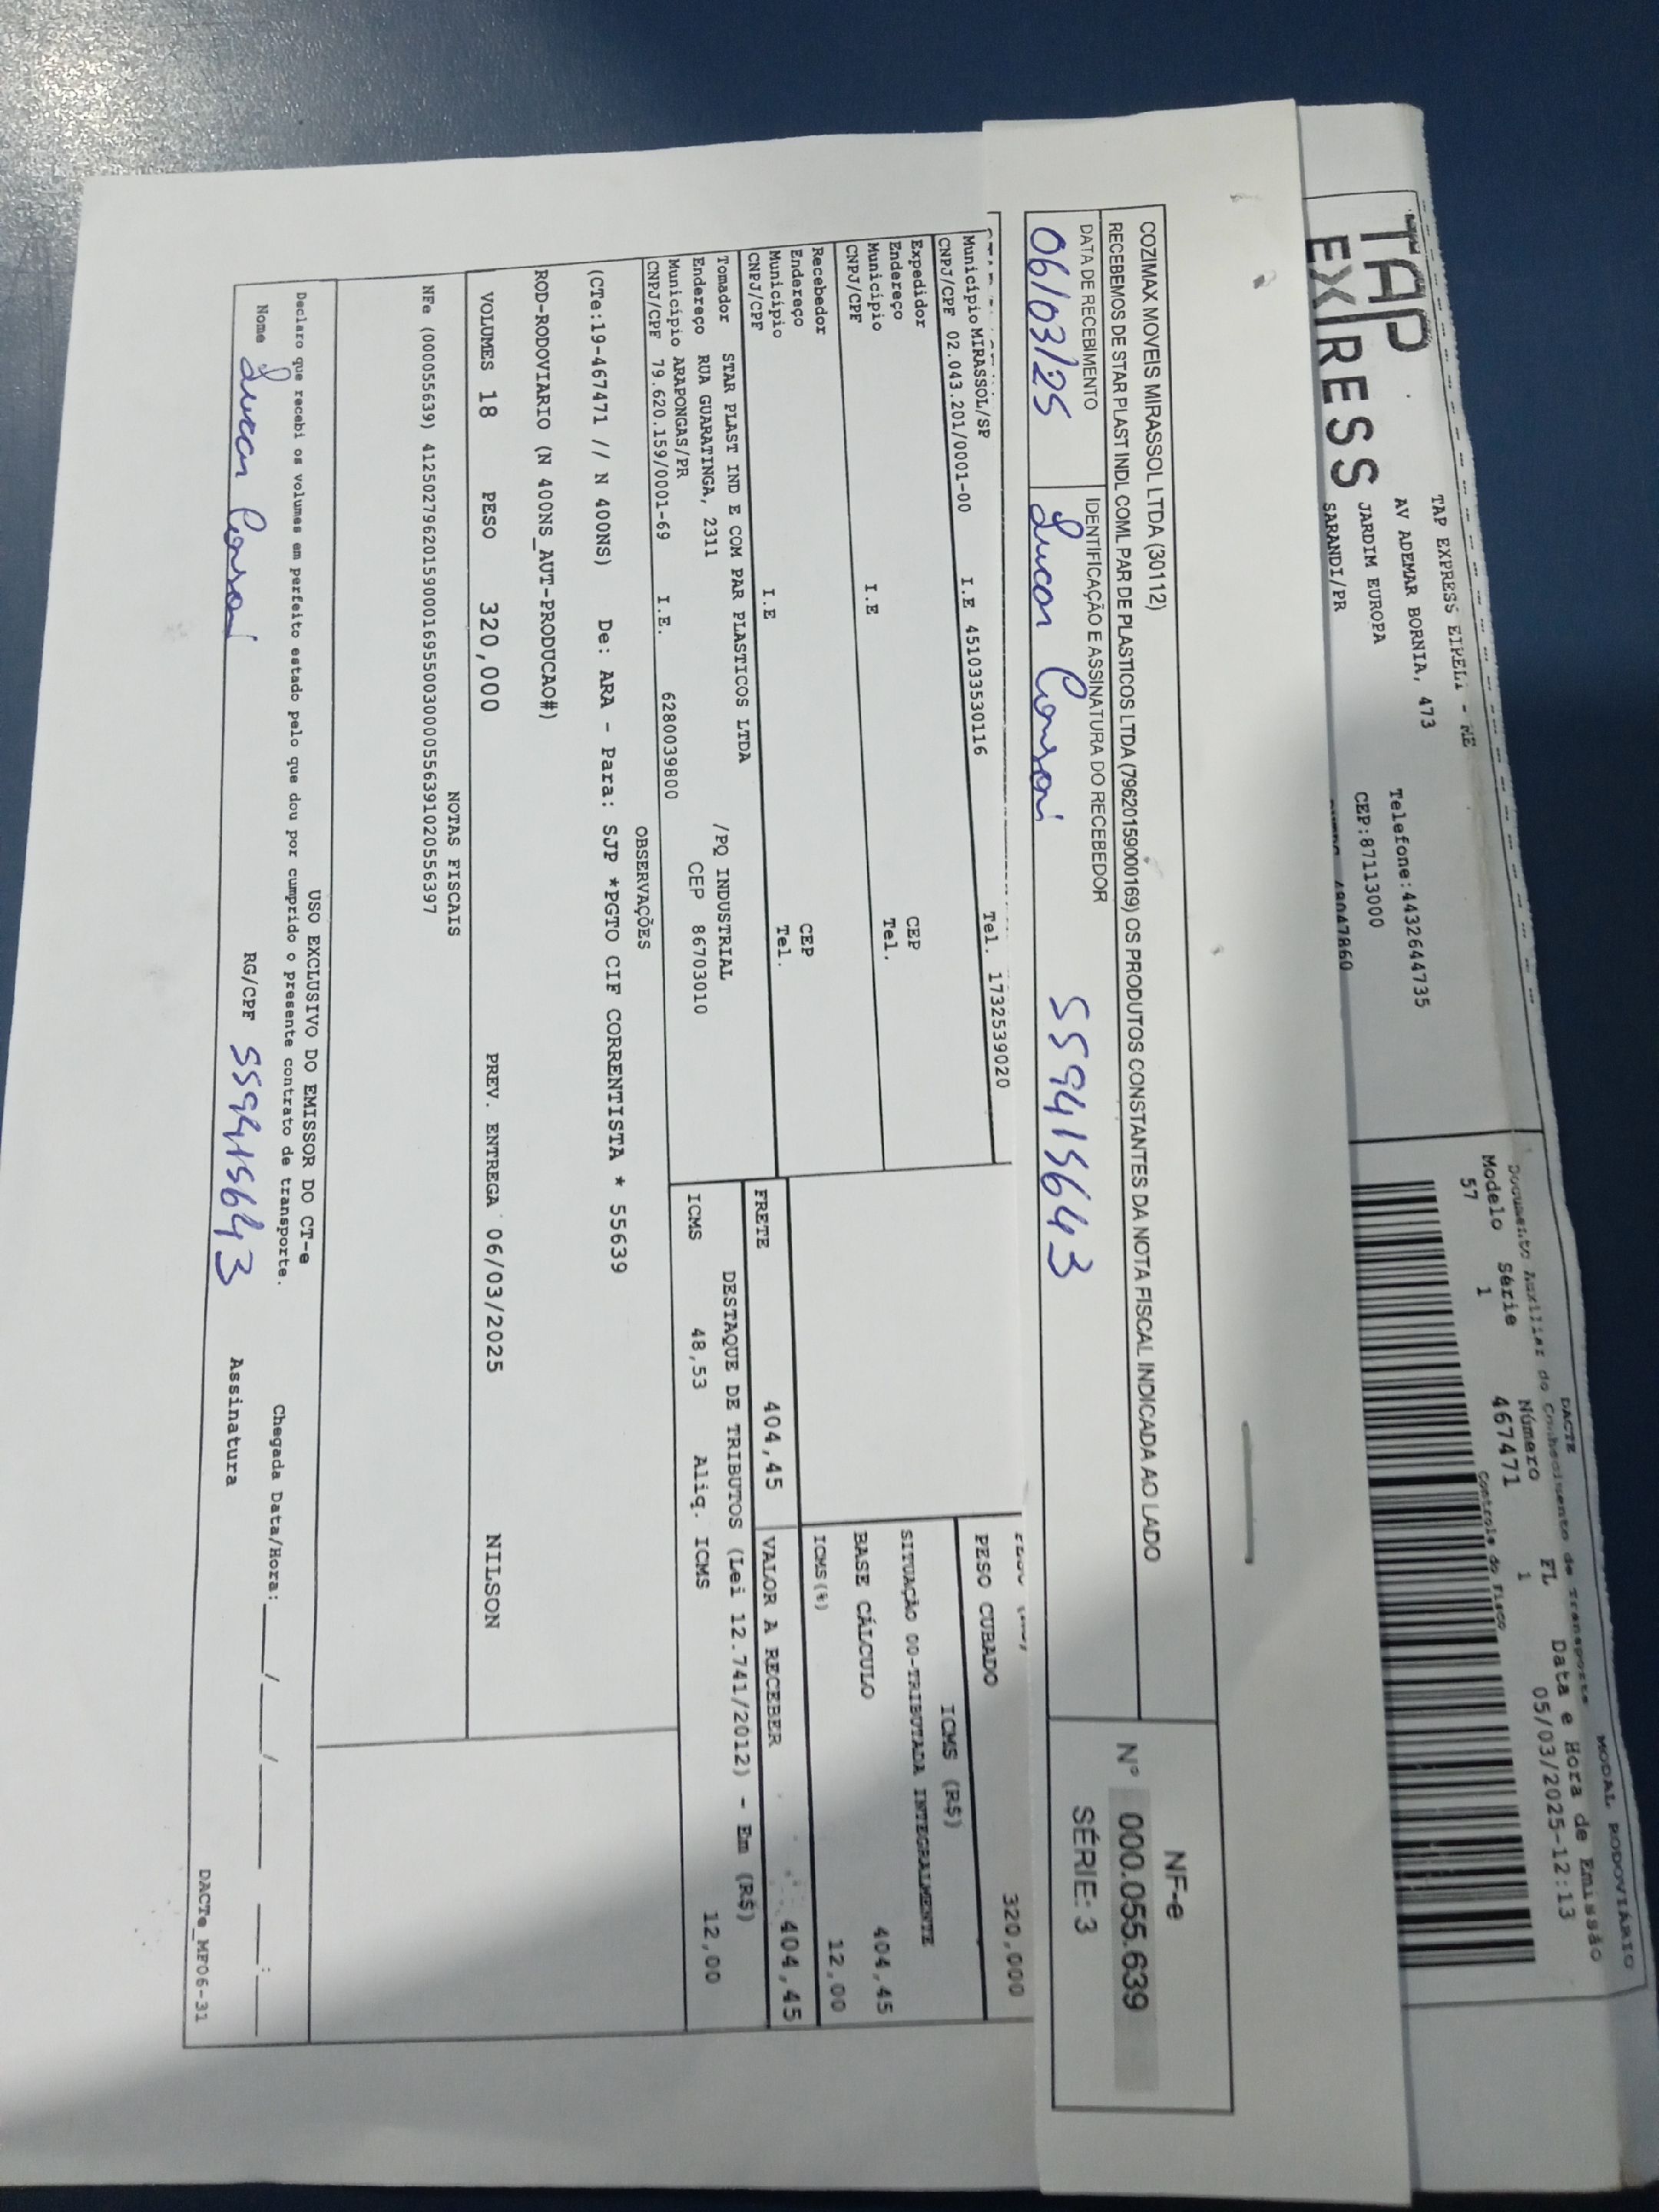 TAP
EXPRESS
TAP EXPRESS EIRELI - ME
AV ADEMAR BORNIA, 473 Telefone:4432644735
JARDIM EUROPA CEP:87113000
SARANDI/PR
DACTE
Documento Auxiliar do Conhecimento de Transporte
MODAL RODOVIÁRIO
Modelo Série Número FL Data e Hora de Emissão
57 1 467471 1 05/03/2025-12:13
Controle do Fisco
COZIMAX MOVEIS MIRASSOL LTDA (30112)
RECEBEMOS DE STAR PLAST INDL COML PAR DE PLASTICOS LTDA (79620159000169) OS PRODUTOS CONSTANTES DA NOTA FISCAL INDICADA AO LADO
DATA DE RECEBIMENTO IDENTIFICAÇÃO E ASSINATURA DO RECEBEDOR
06/03/25 559415643
NF-e
Nº 000.055.639
SÉRIE: 3
Município MIRASSOL/SP Tel. 1732539020
CNPJ/CPF 02.043.201/0001-00 I.E 451033530116
Expedidor
Endereço CEP
Município Tel.
CNPJ/CPF I.E
Recebedor
Endereço CEP
Município Tel.
CNPJ/CPF I.E
320,000
PESO CUBADO
ICMS (R$)
SITUAÇÃO 00-TRIBUTADA INTEGRALMENTE
BASE CÁLCULO 404,45
ICMS(%) 12,00
FRETE 404,45 VALOR A RECEBER 404,45
Tomador STAR PLAST IND E COM PAR PLASTICOS LTDA
Endereço RUA GUARATINGA, 2311 /PQ INDUSTRIAL
Município ARAPONGAS/PR CEP 86703010
CNPJ/CPF 79.620.159/0001-69 I.E. 6280039800
DESTAQUE DE TRIBUTOS (Lei 12.741/2012) - Em (R$)
ICMS 48,53 Aliq. ICMS 12,00
OBSERVAÇÕES
(CTe:19-467471 // N 400NS) De: ARA - Para: SJP *PGTO CIF CORRENTISTA * 55639
ROD-RODOVIARIO (N 400NS_AUT-PRODUCAO#)
VOLUMES 18 PESO 320,000 PREV. ENTREGA 06/03/2025 NILSON
NOTAS FISCAIS
NFe (000055639) 41250279620159000169550030000556391020556397
USO EXCLUSIVO DO EMISSOR DO CT-e
Declaro que recebi os volumes em perfeito estado pelo que dou por cumprido o presente contrato de transporte.
Chegada Data/Hora:____/____/____ ___:___
Nome RG/CPF 559415643 Assinatura
DACTe_MF06-31